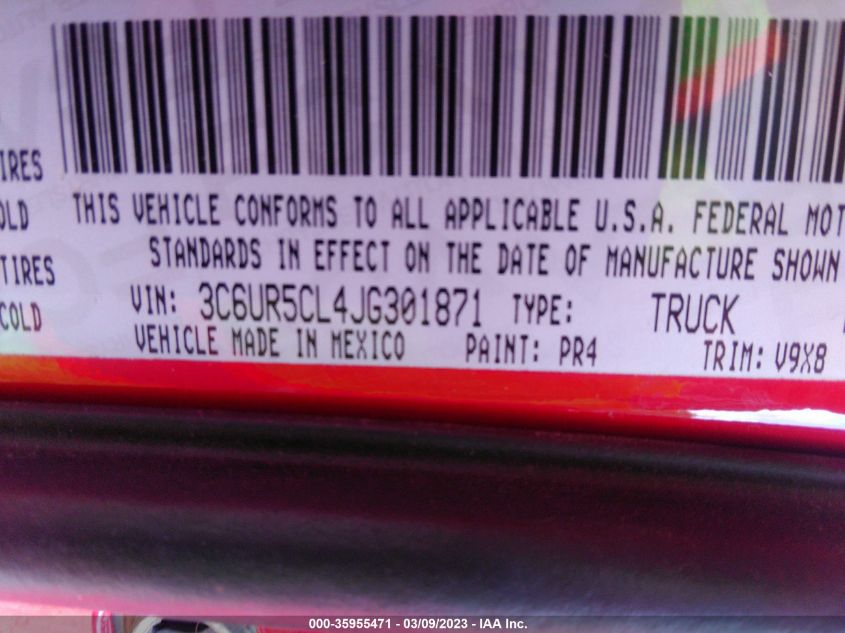 IRES
OLD
THIS VEHICLE CONFORMS TO ALL APPLICABLE U.S.A. FEDERAL MOT
STANDARDS IN EFFECT ON THE DATE OF MANUFACTURE SHOWN
TIRES
COLD
VIN: 3C6UR5CL4JG301871 TYPE: TRUCK
VEHICLE MADE IN MEXICO PAINT: PR4 TRIM: V9X8
000-35955471 - 03/09/2023 - IAA Inc.